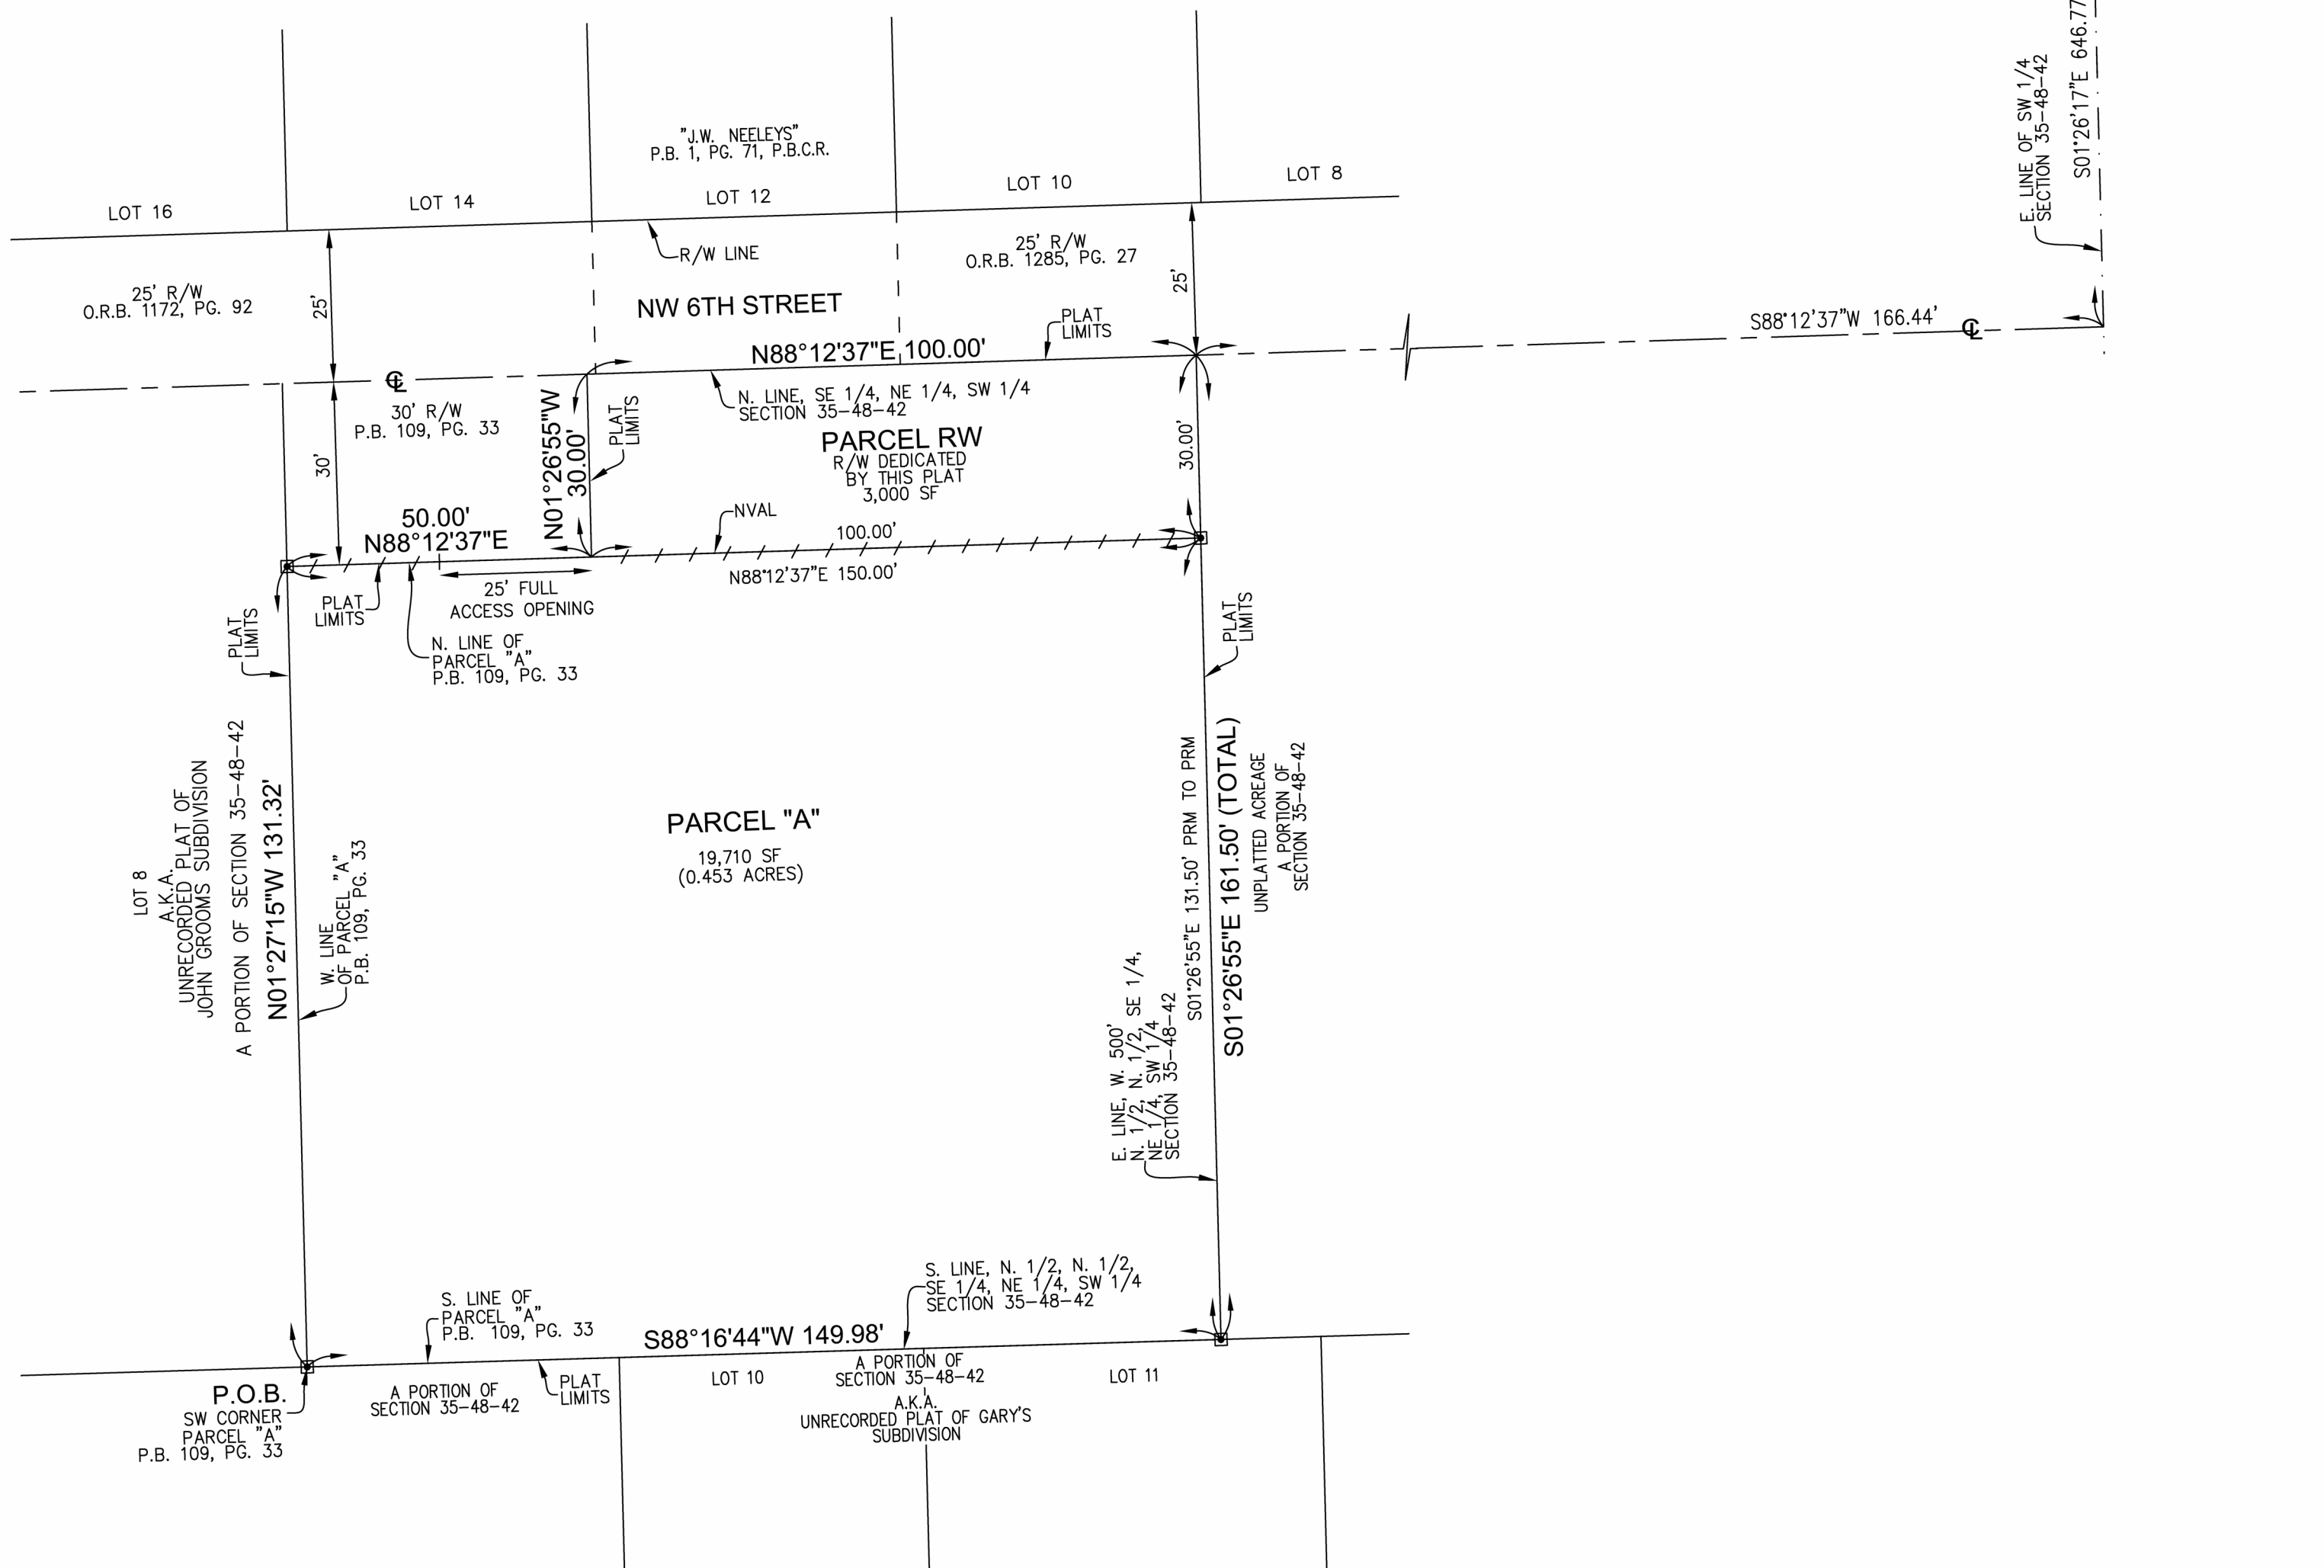 E. LINE OF SW 1/4
SECTION 35-48-42
S01°26'17"E 646.77
"J.W. NEELEYS"
P.B. 1, PG. 71, P.B.C.R.
LOT 16
LOT 14
LOT 12
LOT 10
LOT 8
R/W LINE
25' R/W
O.R.B. 1285, PG. 27
25' R/W
O.R.B. 1172, PG. 92
25'
25'
NW 6TH STREET
PLAT
LIMITS
S88°12'37"W 166.44'
℄
N88°12'37"E 100.00'
℄
N. LINE, SE 1/4, NE 1/4, SW 1/4
SECTION 35-48-42
30' R/W
P.B. 109, PG. 33
30'
N01°26'55"W
30.00'
PLAT
LIMITS
PARCEL RW
R/W DEDICATED
BY THIS PLAT
3,000 SF
30.00'
NVAL
100.00'
50.00'
N88°12'37"E
N88°12'37"E 150.00'
25' FULL
ACCESS OPENING
PLAT
LIMITS
N. LINE OF
PARCEL "A"
P.B. 109, PG. 33
PLAT
LIMITS
PLAT
LIMITS
LOT 8
A.K.A.
UNRECORDED PLAT OF
JOHN GROOMS SUBDIVISION
A PORTION OF SECTION 35-48-42
N01°27'15"W 131.32'
W. LINE
OF PARCEL "A"
P.B. 109, PG. 33
PARCEL "A"
19,710 SF
(0.453 ACRES)
E. LINE, W. 500'
N. 1/2, N. 1/2, SE 1/4,
NE 1/4, SW 1/4
SECTION 35-48-42
S01°26'55"E 131.50' PRM TO PRM
S01°26'55"E 161.50' (TOTAL)
UNPLATTED ACREAGE
A PORTION OF
SECTION 35-48-42
S. LINE, N. 1/2, N. 1/2,
SE 1/4, NE 1/4, SW 1/4
SECTION 35-48-42
S. LINE OF
PARCEL "A"
P.B. 109, PG. 33
S88°16'44"W 149.98'
P.O.B.
SW CORNER
PARCEL "A"
P.B. 109, PG. 33
A PORTION OF
SECTION 35-48-42
PLAT
LIMITS
LOT 10
A PORTION OF
SECTION 35-48-42
A.K.A.
UNRECORDED PLAT OF GARY'S
SUBDIVISION
LOT 11